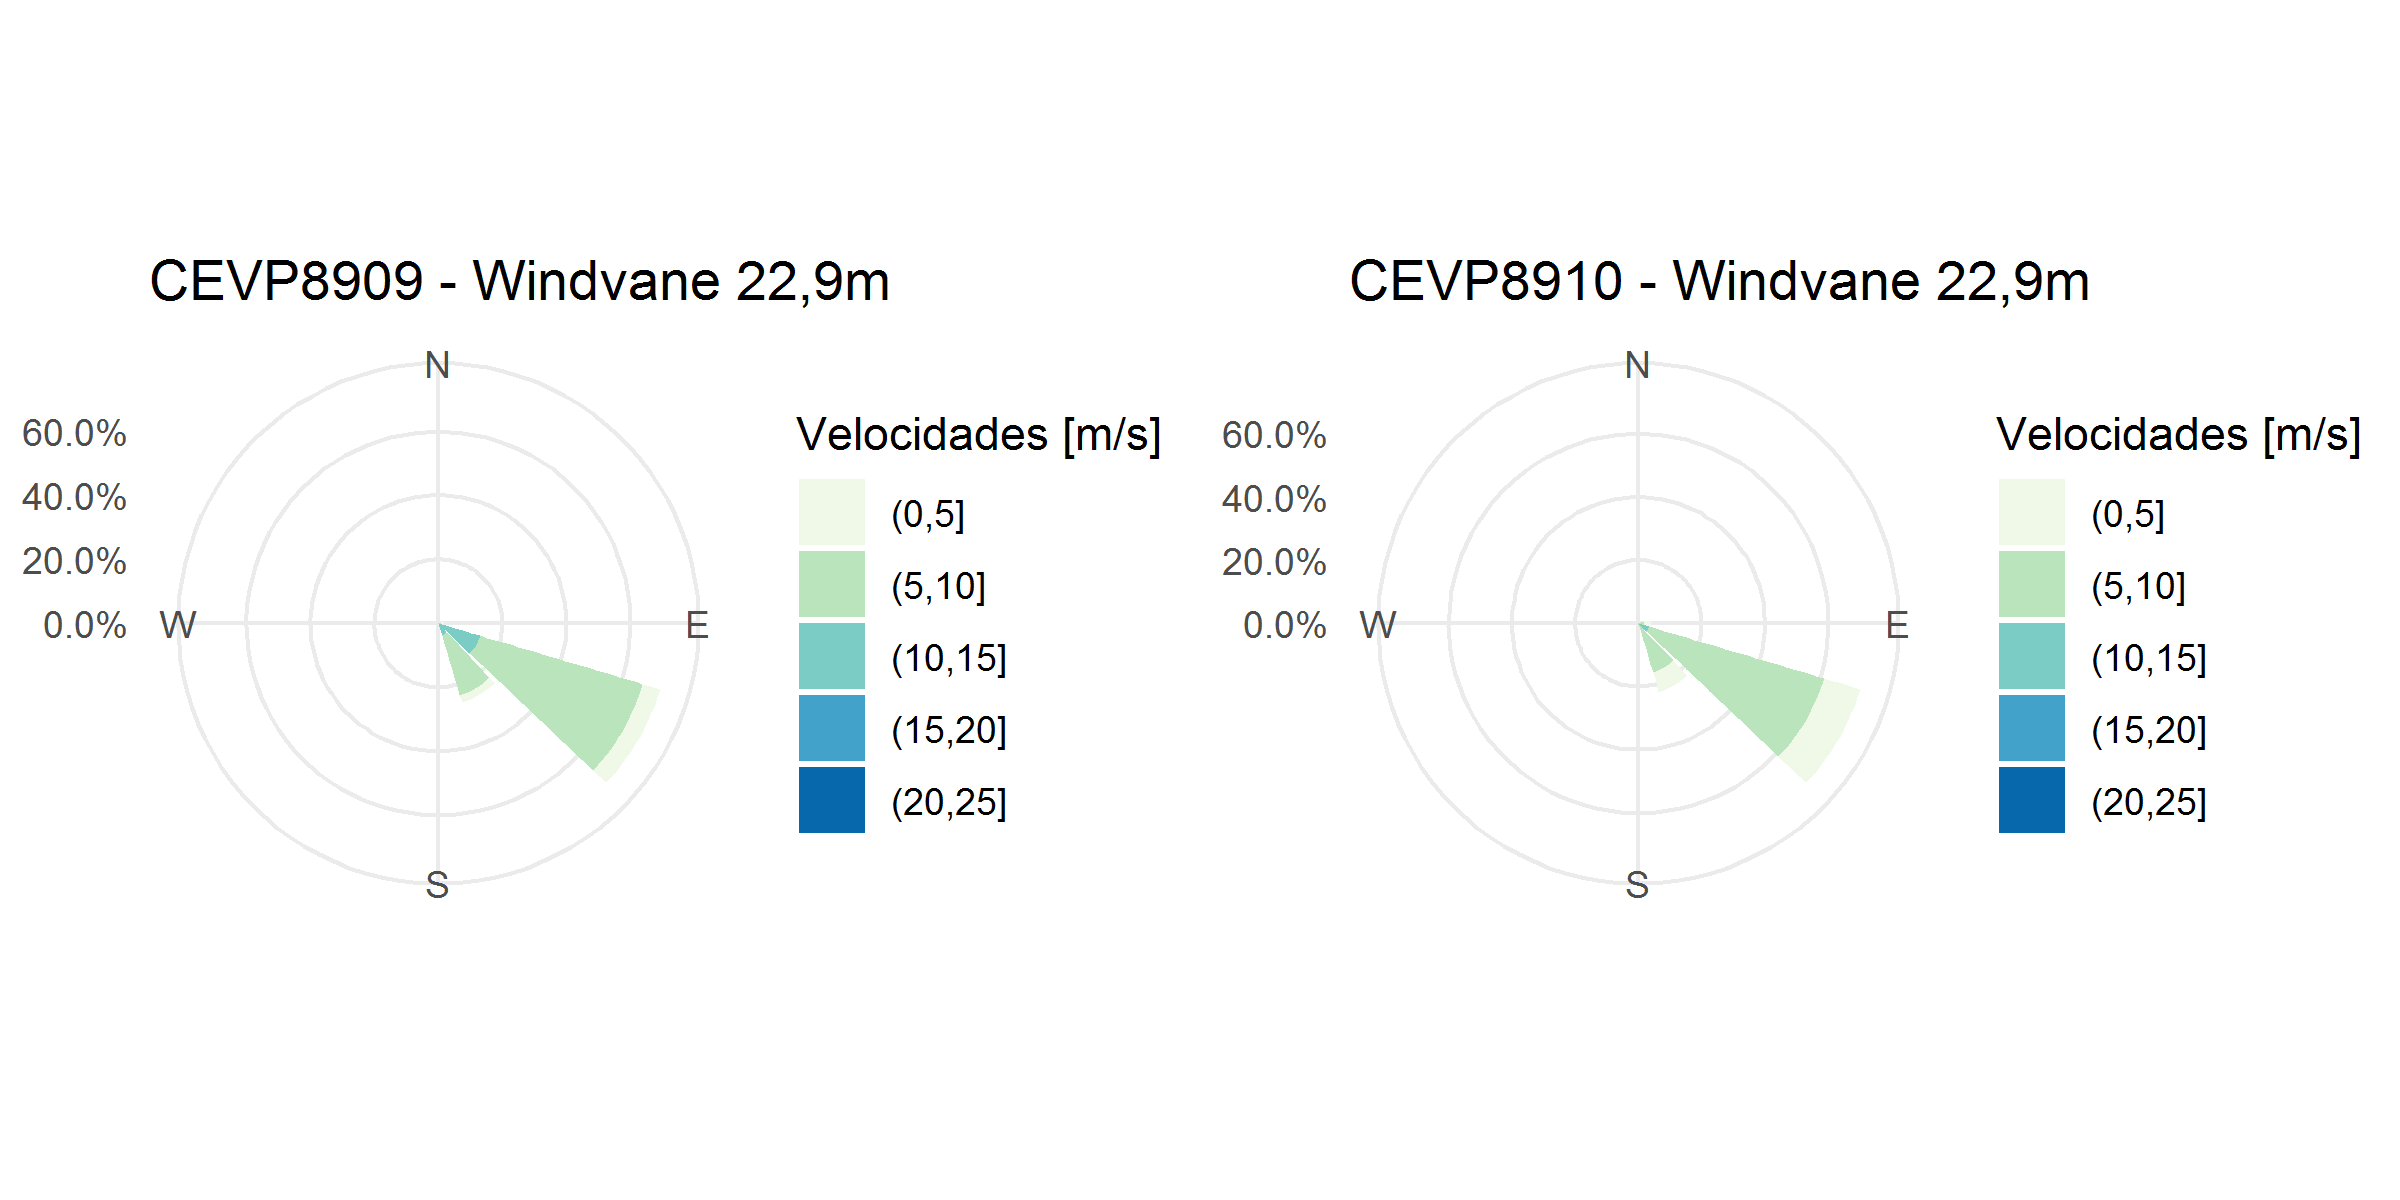 CEVP8909 - Windvane 22,9m
N
60.0%
40.0%
20.0%
0.0%
W
E
S
Velocidades [m/s]
(0,5]
(5,10]
(10,15]
(15,20]
(20,25]
CEVP8910 - Windvane 22,9m
N
60.0%
40.0%
20.0%
0.0%
W
E
S
Velocidades [m/s]
(0,5]
(5,10]
(10,15]
(15,20]
(20,25]